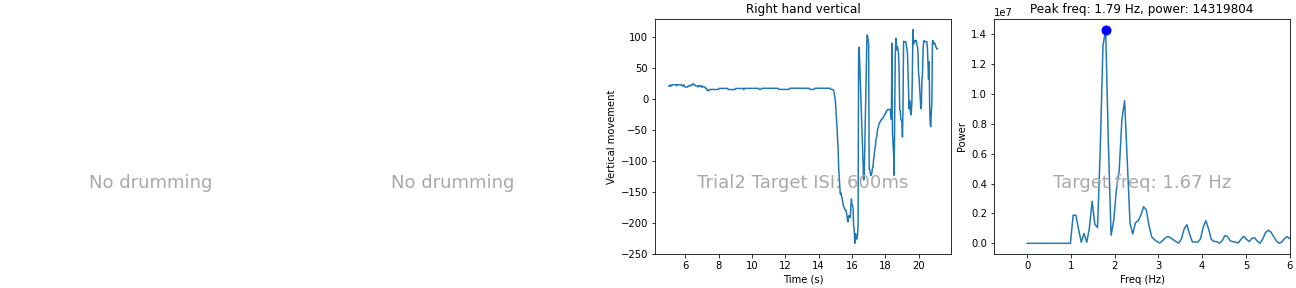 No drumming
No drumming
Right hand vertical
Vertical movement
100
50
0
−50
−100
−150
−200
−250
6 8 10 12 14 16 18 20
Time (s)
Trial2 Target ISI: 600ms
Peak freq: 1.79 Hz, power: 14319804
1e7
Power
1.4
1.2
1.0
0.8
0.6
0.4
0.2
0.0
0 1 2 3 4 5 6
Freq (Hz)
Target freq: 1.67 Hz